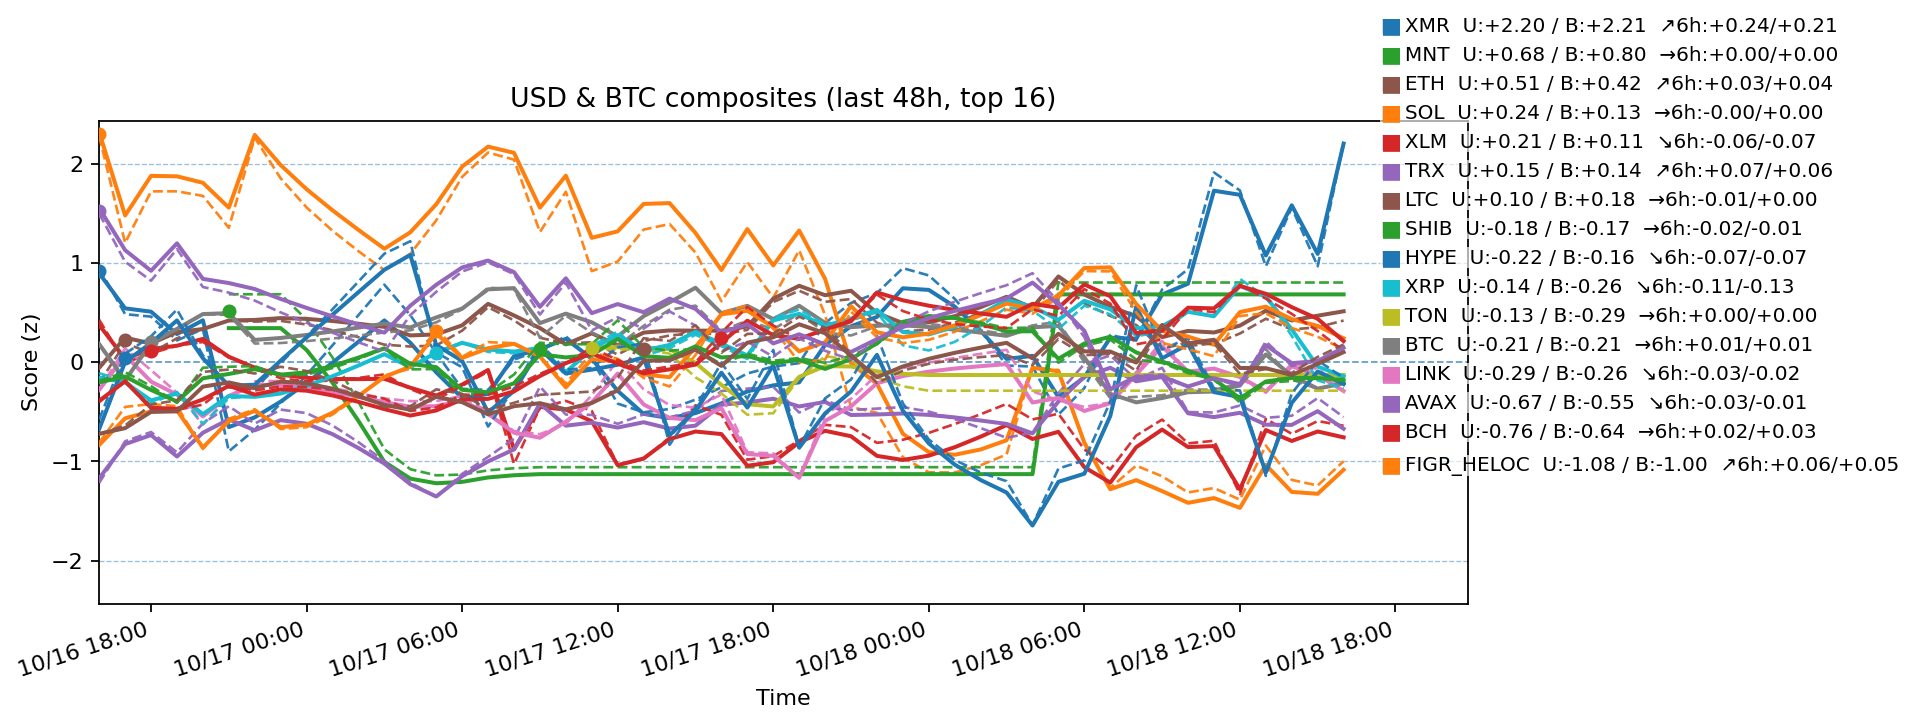 XMR U:+2.20 / B:+2.21 ↗6h:+0.24/+0.21
MNT U:+0.68 / B:+0.80 →6h:+0.00/+0.00
ETH U:+0.51 / B:+0.42 ↗6h:+0.03/+0.04
SOL U:+0.24 / B:+0.13 →6h:-0.00/+0.00
XLM U:+0.21 / B:+0.11 ↘6h:-0.06/-0.07
TRX U:+0.15 / B:+0.14 ↗6h:+0.07/+0.06
LTC U:+0.10 / B:+0.18 →6h:-0.01/+0.00
SHIB U:-0.18 / B:-0.17 →6h:-0.02/-0.01
HYPE U:-0.22 / B:-0.16 ↘6h:-0.07/-0.07
XRP U:-0.14 / B:-0.26 ↘6h:-0.11/-0.13
TON U:-0.13 / B:-0.29 →6h:+0.00/+0.00
BTC U:-0.21 / B:-0.21 →6h:+0.01/+0.01
LINK U:-0.29 / B:-0.26 ↘6h:-0.03/-0.02
AVAX U:-0.67 / B:-0.55 ↘6h:-0.03/-0.01
BCH U:-0.76 / B:-0.64 →6h:+0.02/+0.03
FIGR_HELOC U:-1.08 / B:-1.00 ↗6h:+0.06/+0.05
USD & BTC composites (last 48h, top 16)
Score (z)
2
1
0
−1
−2
10/16 18:00
10/17 00:00
10/17 06:00
10/17 12:00
10/17 18:00
10/18 00:00
10/18 06:00
10/18 12:00
10/18 18:00
Time